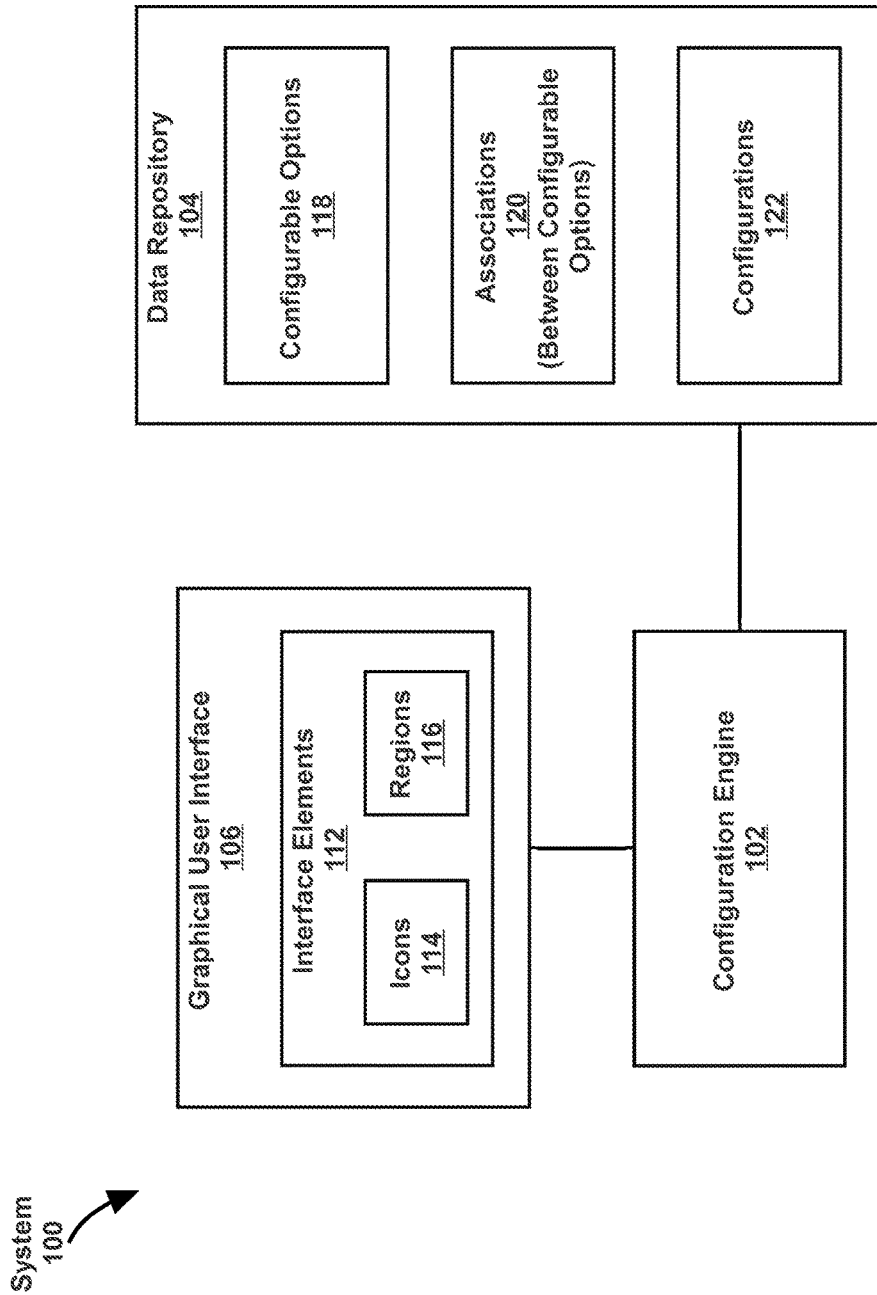 System
100
Graphical User Interface
106
Interface Elements
112
Icons
114
Regions
116
Configuration Engine
102
Data Repository
104
Configurable Options
118
Associations
120
(Between Configurable
Options)
Configurations
122